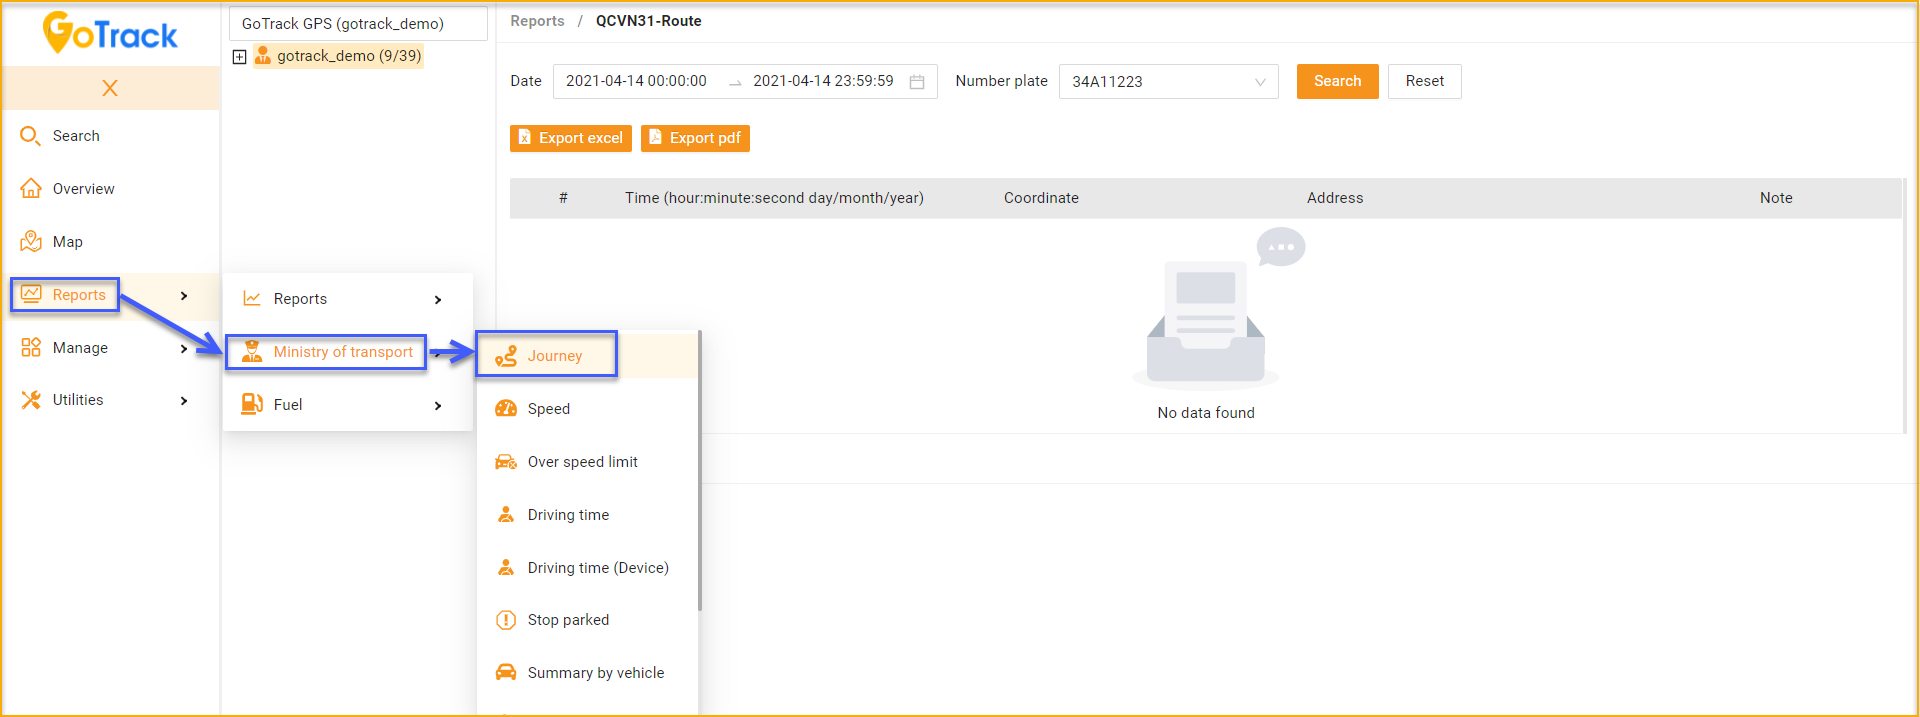 GoTrack
X
Search
Overview
Map
Reports
Manage
Utilities
GoTrack GPS (gotrack_demo)
gotrack_demo (9/39)
Reports
Ministry of transport
Fuel
Journey
Speed
Over speed limit
Driving time
Driving time (Device)
Stop parked
Summary by vehicle
Reports / QCVN31-Route
Date 2021-04-14 00:00:00 → 2021-04-14 23:59:59 Number plate 34A11223 Search Reset
Export excel Export pdf
# Time (hour:minute:second day/month/year) Coordinate Address Note
No data found